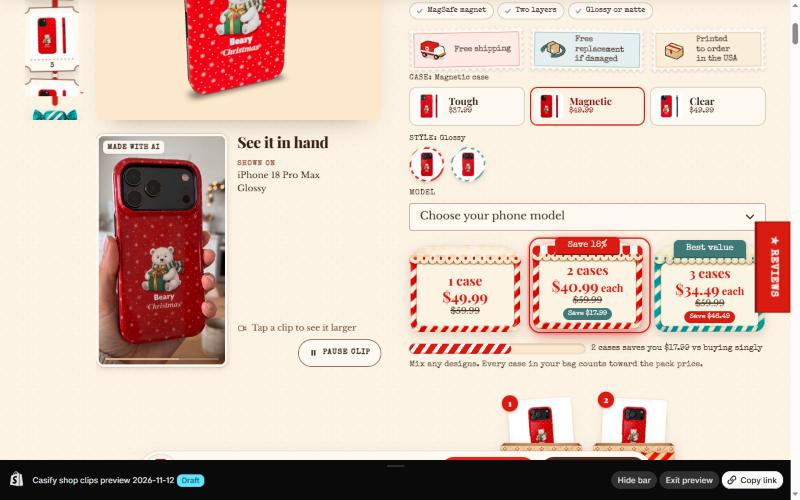 MagSafe magnet
Two layers
Glossy or matte
Free shipping
Free
replacement
if damaged
Printed
to order
in the USA
CASE: Magnetic case
Tough
$37.99
Magnetic
$49.99
Clear
$49.99
STYLE: Glossy
MODEL
Choose your phone model
Save 18%
Best value
1 case
$49.99
$59.99
2 cases
$40.99 each
$59.99
Save $17.99
3 cases
$34.49 each
$59.99
Save $46.49
2 cases saves you $17.99 vs buying singly
Mix any designs. Every case in your bag counts toward the pack price.
1
2
★ REVIEWS
3
Beary
Christmas
MADE WITH AI
Beary
Christmas
See it in hand
SHOWN ON
iPhone 18 Pro Max
Glossy
Tap a clip to see it larger
PAUSE CLIP
Casify shop clips preview 2026-11-12
Draft
Hide bar
Exit preview
Copy link